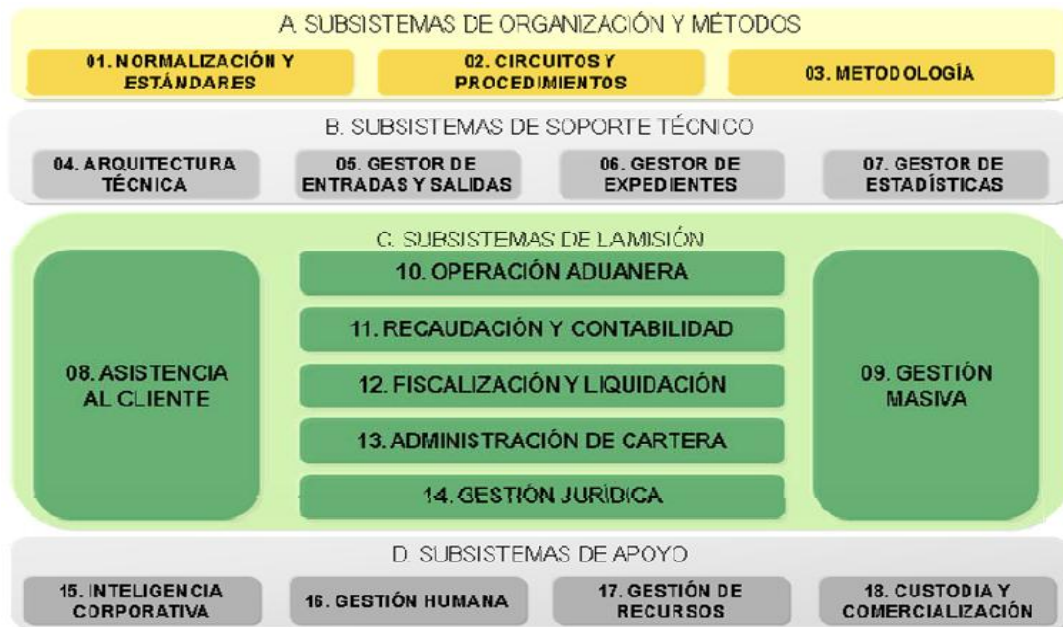 A. SUBSISTEMAS DE ORGANIZACIÓN Y MÉTODOS
01. NORMALIZACIÓN Y
ESTÁNDARES
02. CIRCUITOS Y
PROCEDIMIENTOS
03. METODOLOGÍA
B. SUBSISTEMAS DE SOPORTE TÉCNICO
04. ARQUITECTURA
TÉCNICA
05. GESTOR DE
ENTRADAS Y SALIDAS
06. GESTOR DE
EXPEDIENTES
07. GESTOR DE
ESTADÍSTICAS
C. SUBSISTEMAS DE LA MISIÓN
08. ASISTENCIA
AL CLIENTE
10. OPERACIÓN ADUANERA
11. RECAUDACIÓN Y CONTABILIDAD
12. FISCALIZACIÓN Y LIQUIDACIÓN
13. ADMINISTRACIÓN DE CARTERA
14. GESTIÓN JURÍDICA
09. GESTIÓN
MASIVA
D. SUBSISTEMAS DE APOYO
15. INTELIGENCIA
CORPORATIVA
16. GESTIÓN HUMANA
17. GESTIÓN DE
RECURSOS
18. CUSTODIA Y
COMERCIALIZACIÓN